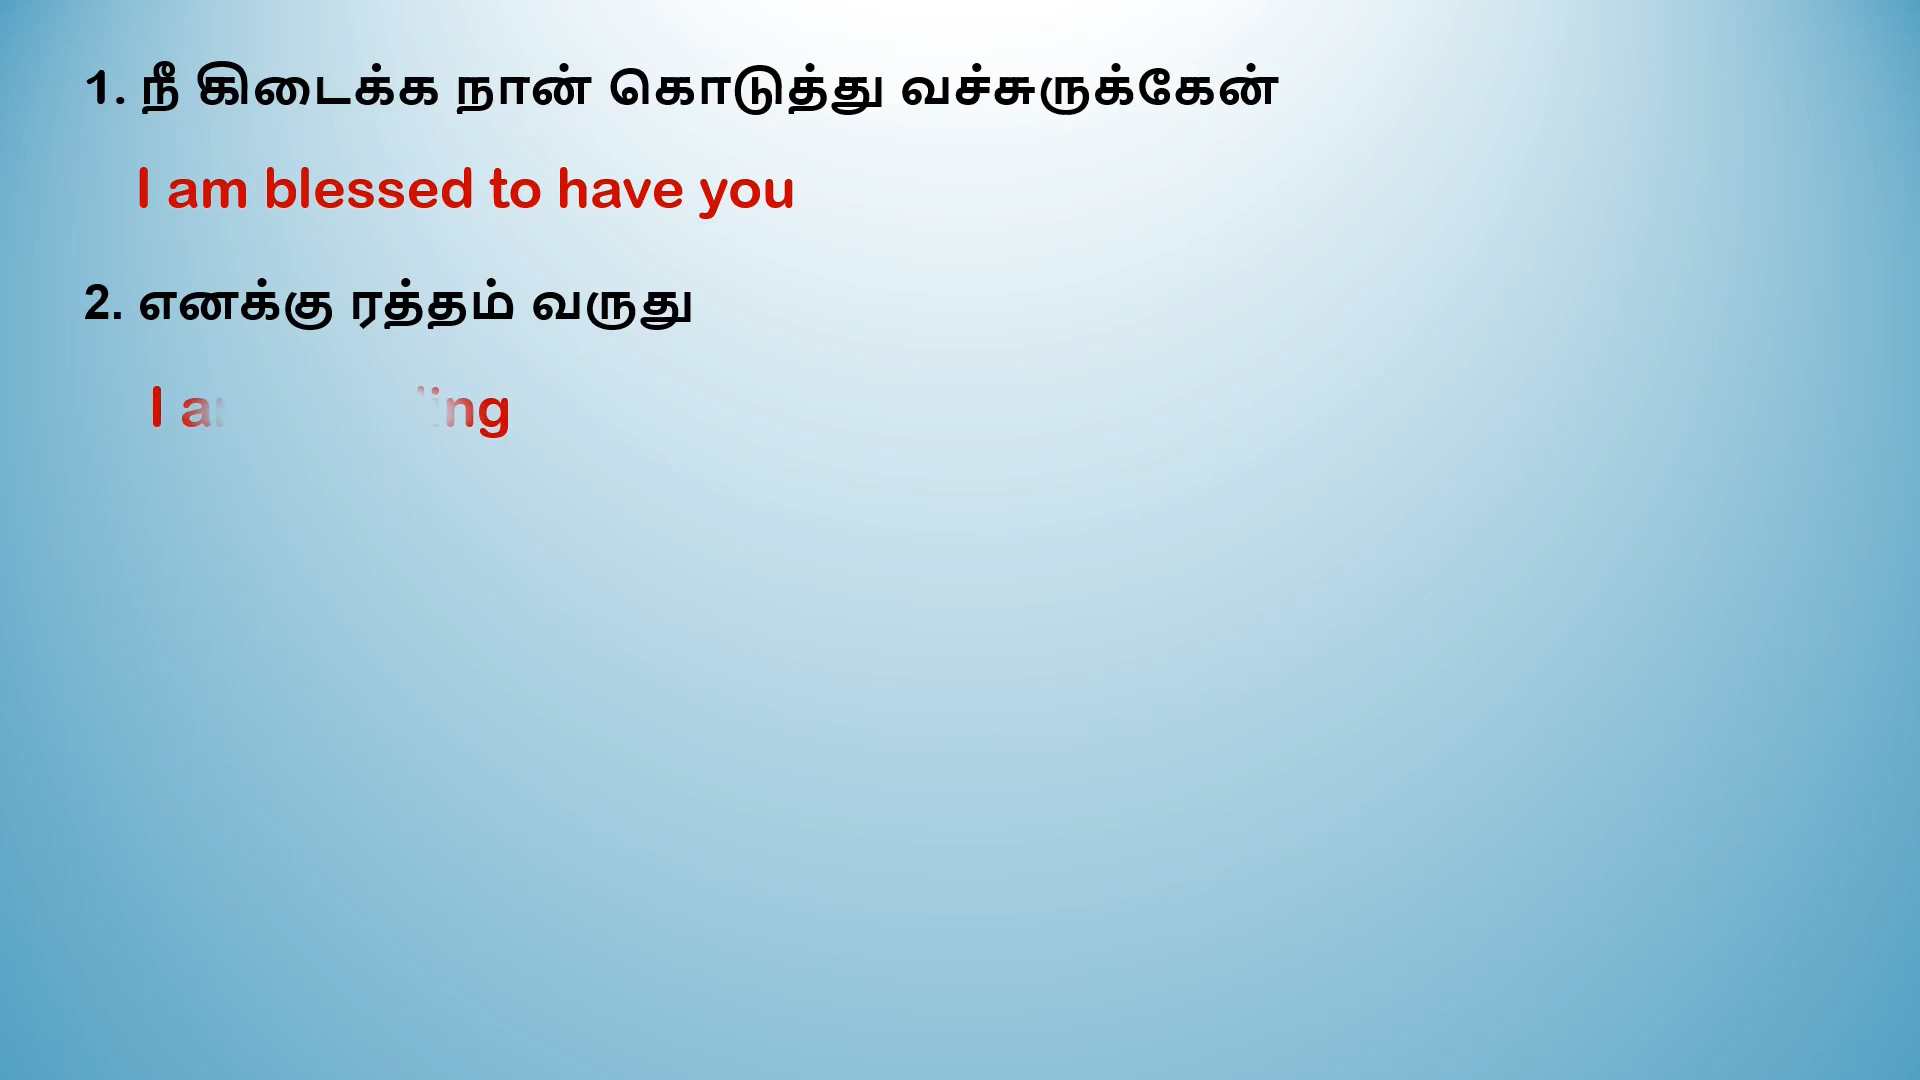 1. நீ கிடைக்க நான் கொடுத்து வச்சுருக்கேன்
I am blessed to have you
2. எனக்கு ரத்தம் வருது
I